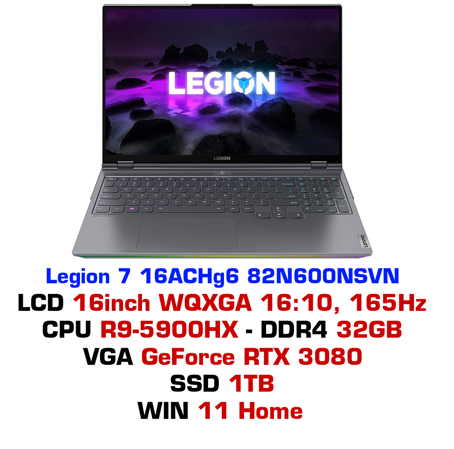 LEGION
LEGION
Lenovo
Legion 7 16ACHg6 82N600NSVN
LCD 16inch WQXGA 16:10, 165Hz
CPU R9-5900HX - DDR4 32GB
VGA GeForce RTX 3080
SSD 1TB
WIN 11 Home